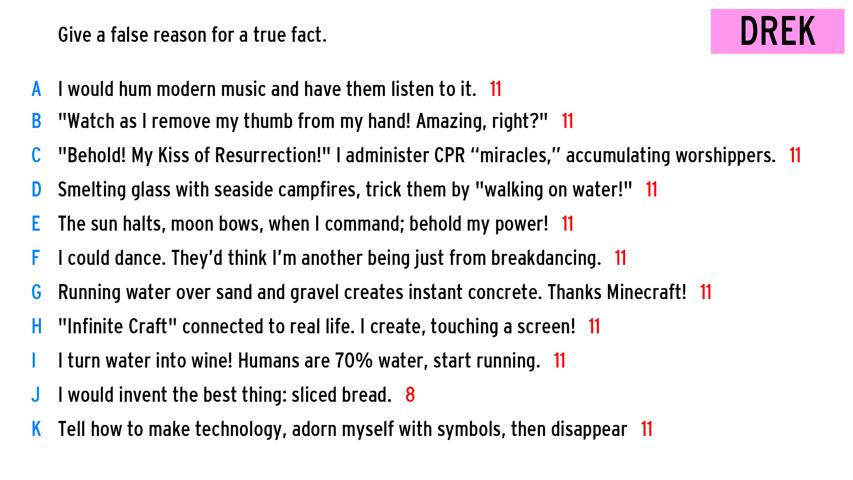 Give a false reason for a true fact.
DREK
A I would hum modern music and have them listen to it. 11
B "Watch as I remove my thumb from my hand! Amazing, right?" 11
C "Behold! My Kiss of Resurrection!" I administer CPR “miracles,” accumulating worshippers. 11
D Smelting glass with seaside campfires, trick them by "walking on water!" 11
E The sun halts, moon bows, when I command; behold my power! 11
F I could dance. They’d think I’m another being just from breakdancing. 11
G Running water over sand and gravel creates instant concrete. Thanks Minecraft! 11
H "Infinite Craft" connected to real life. I create, touching a screen! 11
I I turn water into wine! Humans are 70% water, start running. 11
J I would invent the best thing: sliced bread. 8
K Tell how to make technology, adorn myself with symbols, then disappear 11